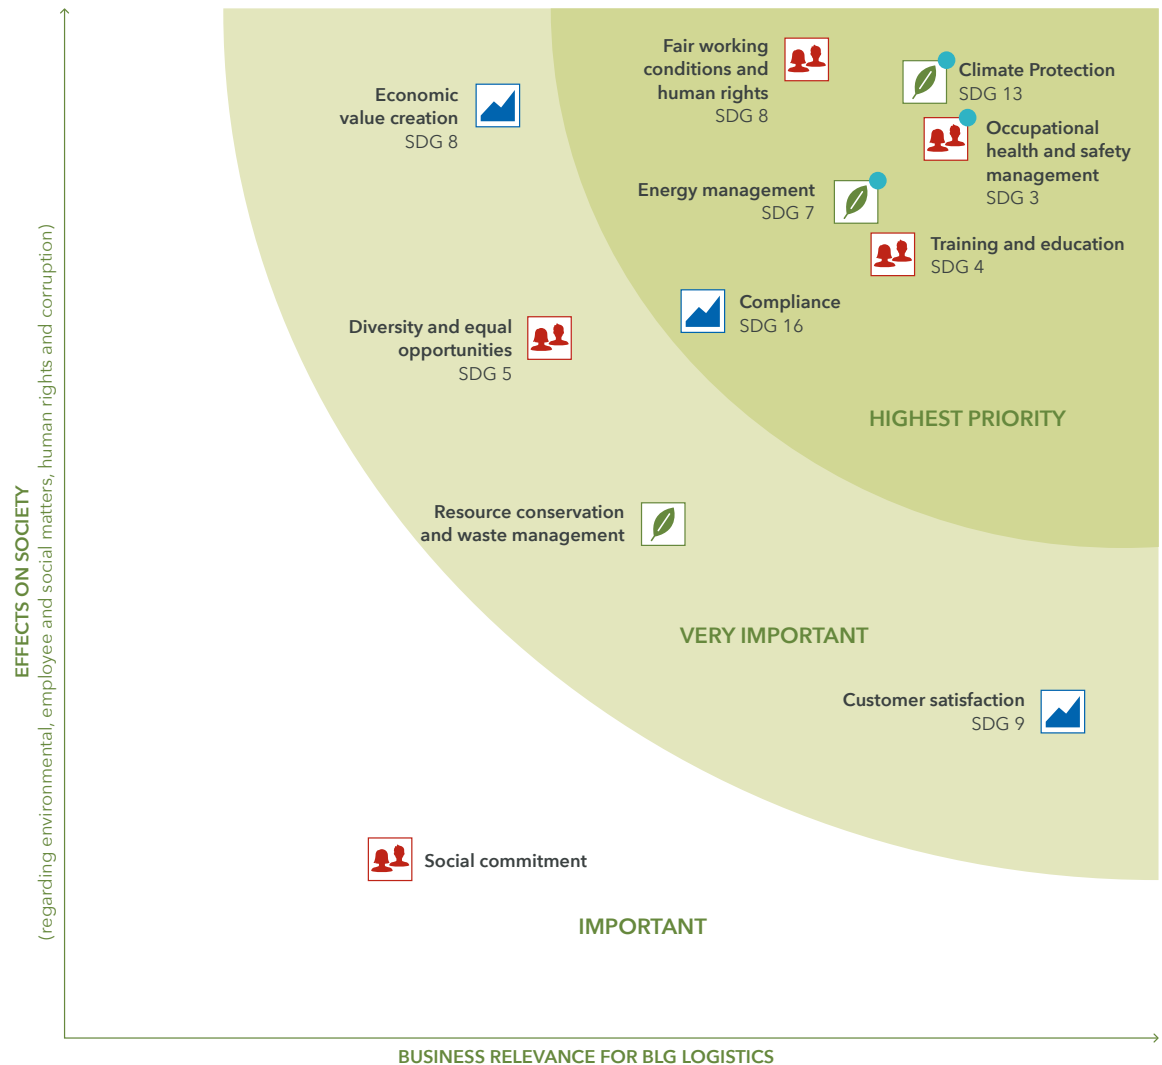 EFFECTS ON SOCIETY
(regarding environmental, employee and social matters, human rights and corruption)
Fair working
conditions and
human rights
SDG 8
Climate Protection
SDG 13
Economic
value creation
SDG 8
Occupational
health and safety
management
SDG 3
Energy management
SDG 7
Training and education
SDG 4
Compliance
SDG 16
Diversity and equal
opportunities
SDG 5
HIGHEST PRIORITY
Resource conservation
and waste management
VERY IMPORTANT
Customer satisfaction
SDG 9
Social commitment
IMPORTANT
BUSINESS RELEVANCE FOR BLG LOGISTICS